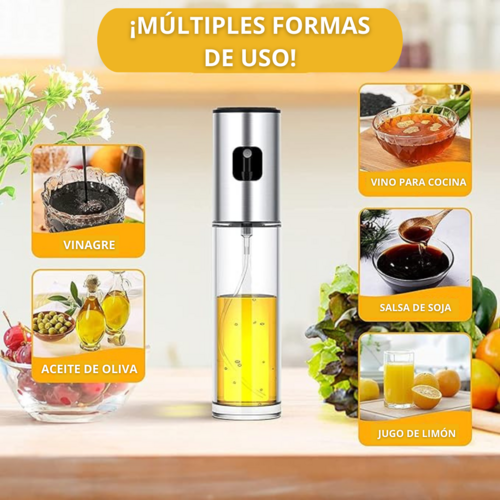 ¡MÚLTIPLES FORMAS
DE USO!
VINAGRE
ACEITE DE OLIVA
VINO PARA COCINA
SALSA DE SOJA
JUGO DE LIMÓN